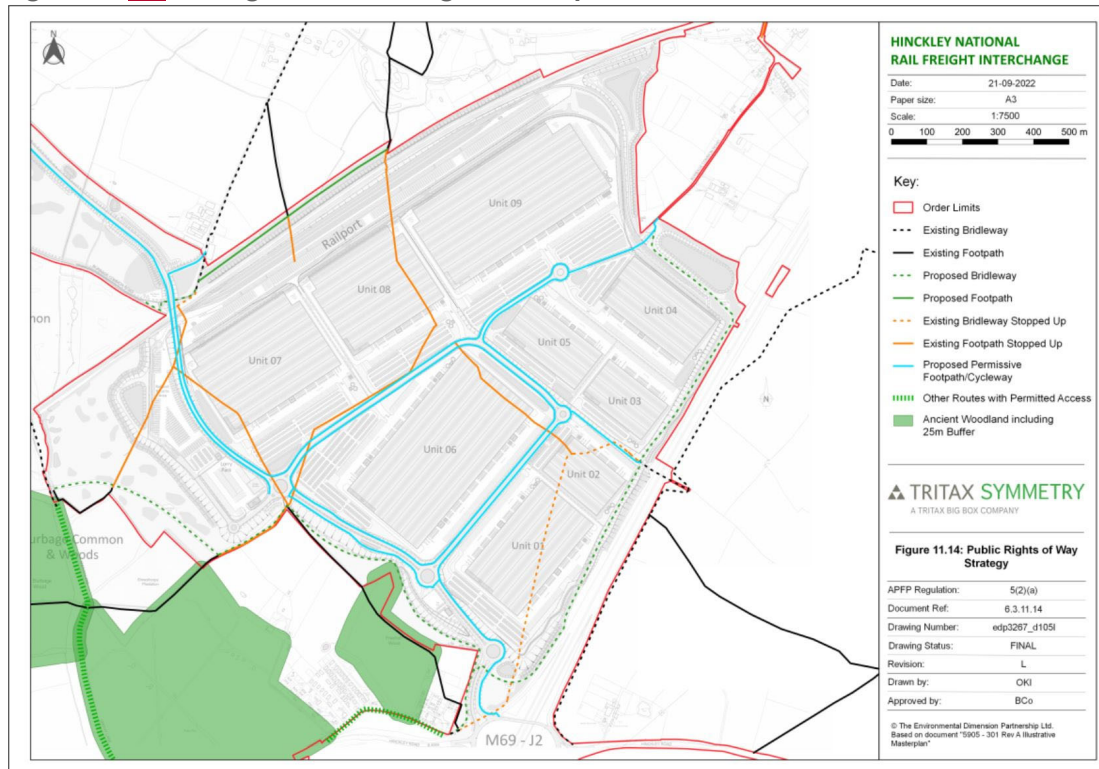 N
HINCKLEY NATIONAL
RAIL FREIGHT INTERCHANGE
Date: 21-09-2022
Paper size: A3
Scale: 1:7500
0 100 200 300 400 500 m
Key:
Order Limits
Existing Bridleway
Existing Footpath
Proposed Bridleway
Proposed Footpath
Existing Bridleway Stopped Up
Existing Footpath Stopped Up
Proposed Permissive
Footpath/Cycleway
Other Routes with Permitted Access
Ancient Woodland including
25m Buffer
TRITAX SYMMETRY
A TRITAX BIG BOX COMPANY
Figure 11.14: Public Rights of Way
Strategy
APFP Regulation: 5(2)(a)
Document Ref: 6.3.11.14
Drawing Number: edp3267_d105l
Drawing Status: FINAL
Revision: L
Drawn by: OKI
Approved by: BCo
© The Environmental Dimension Partnership Ltd.
Based on document "5905 - 301 Rev A Illustrative
Masterplan"
Unit 09
Railport
Unit 08
Unit 04
Unit 07
Unit 05
Unit 03
Unit 06
Unit 02
Unit 01
urbage Common
& Woods
M69 - J2